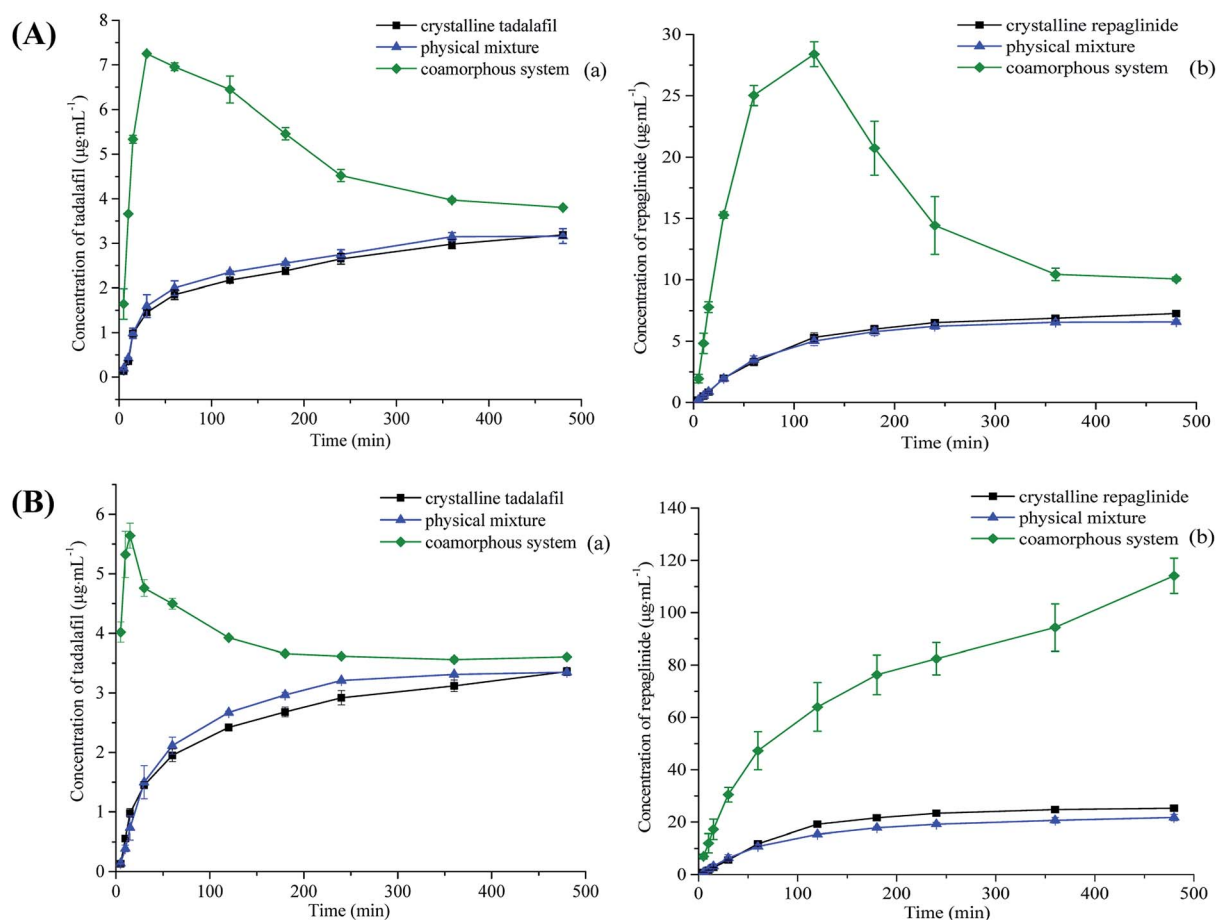 (A)
crystalline tadalafil
physical mixture
coamorphous system
(a)
Concentration of tadalafil (μg·mL⁻¹)
8
7
6
5
4
3
2
1
0
0 100 200 300 400 500
Time (min)
crystalline repaglinide
physical mixture
coamorphous system
(b)
Concentration of repaglinide (μg·mL⁻¹)
30
25
20
15
10
5
0
0 100 200 300 400 500
Time (min)
(B)
crystalline tadalafil
physical mixture
coamorphous system
(a)
Concentration of tadalafil (μg·mL⁻¹)
6
5
4
3
2
1
0
0 100 200 300 400 500
Time (min)
crystalline repaglinide
physical mixture
coamorphous system
(b)
Concentration of repaglinide (μg·mL⁻¹)
140
120
100
80
60
40
20
0
0 100 200 300 400 500
Time (min)